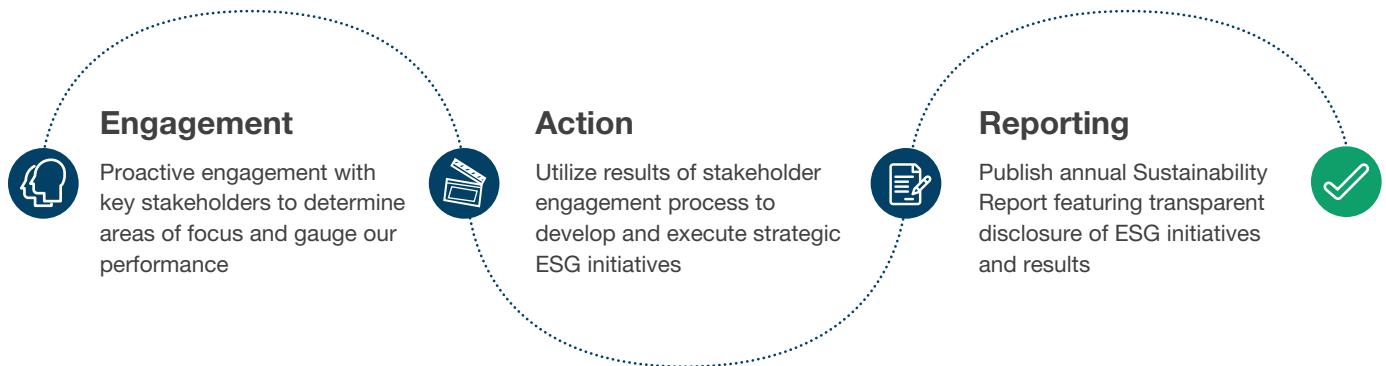 Engagement
Proactive engagement with
key stakeholders to determine
areas of focus and gauge our
performance
Action
Utilize results of stakeholder
engagement process to
develop and execute strategic
ESG initiatives
Reporting
Publish annual Sustainability
Report featuring transparent
disclosure of ESG initiatives
and results